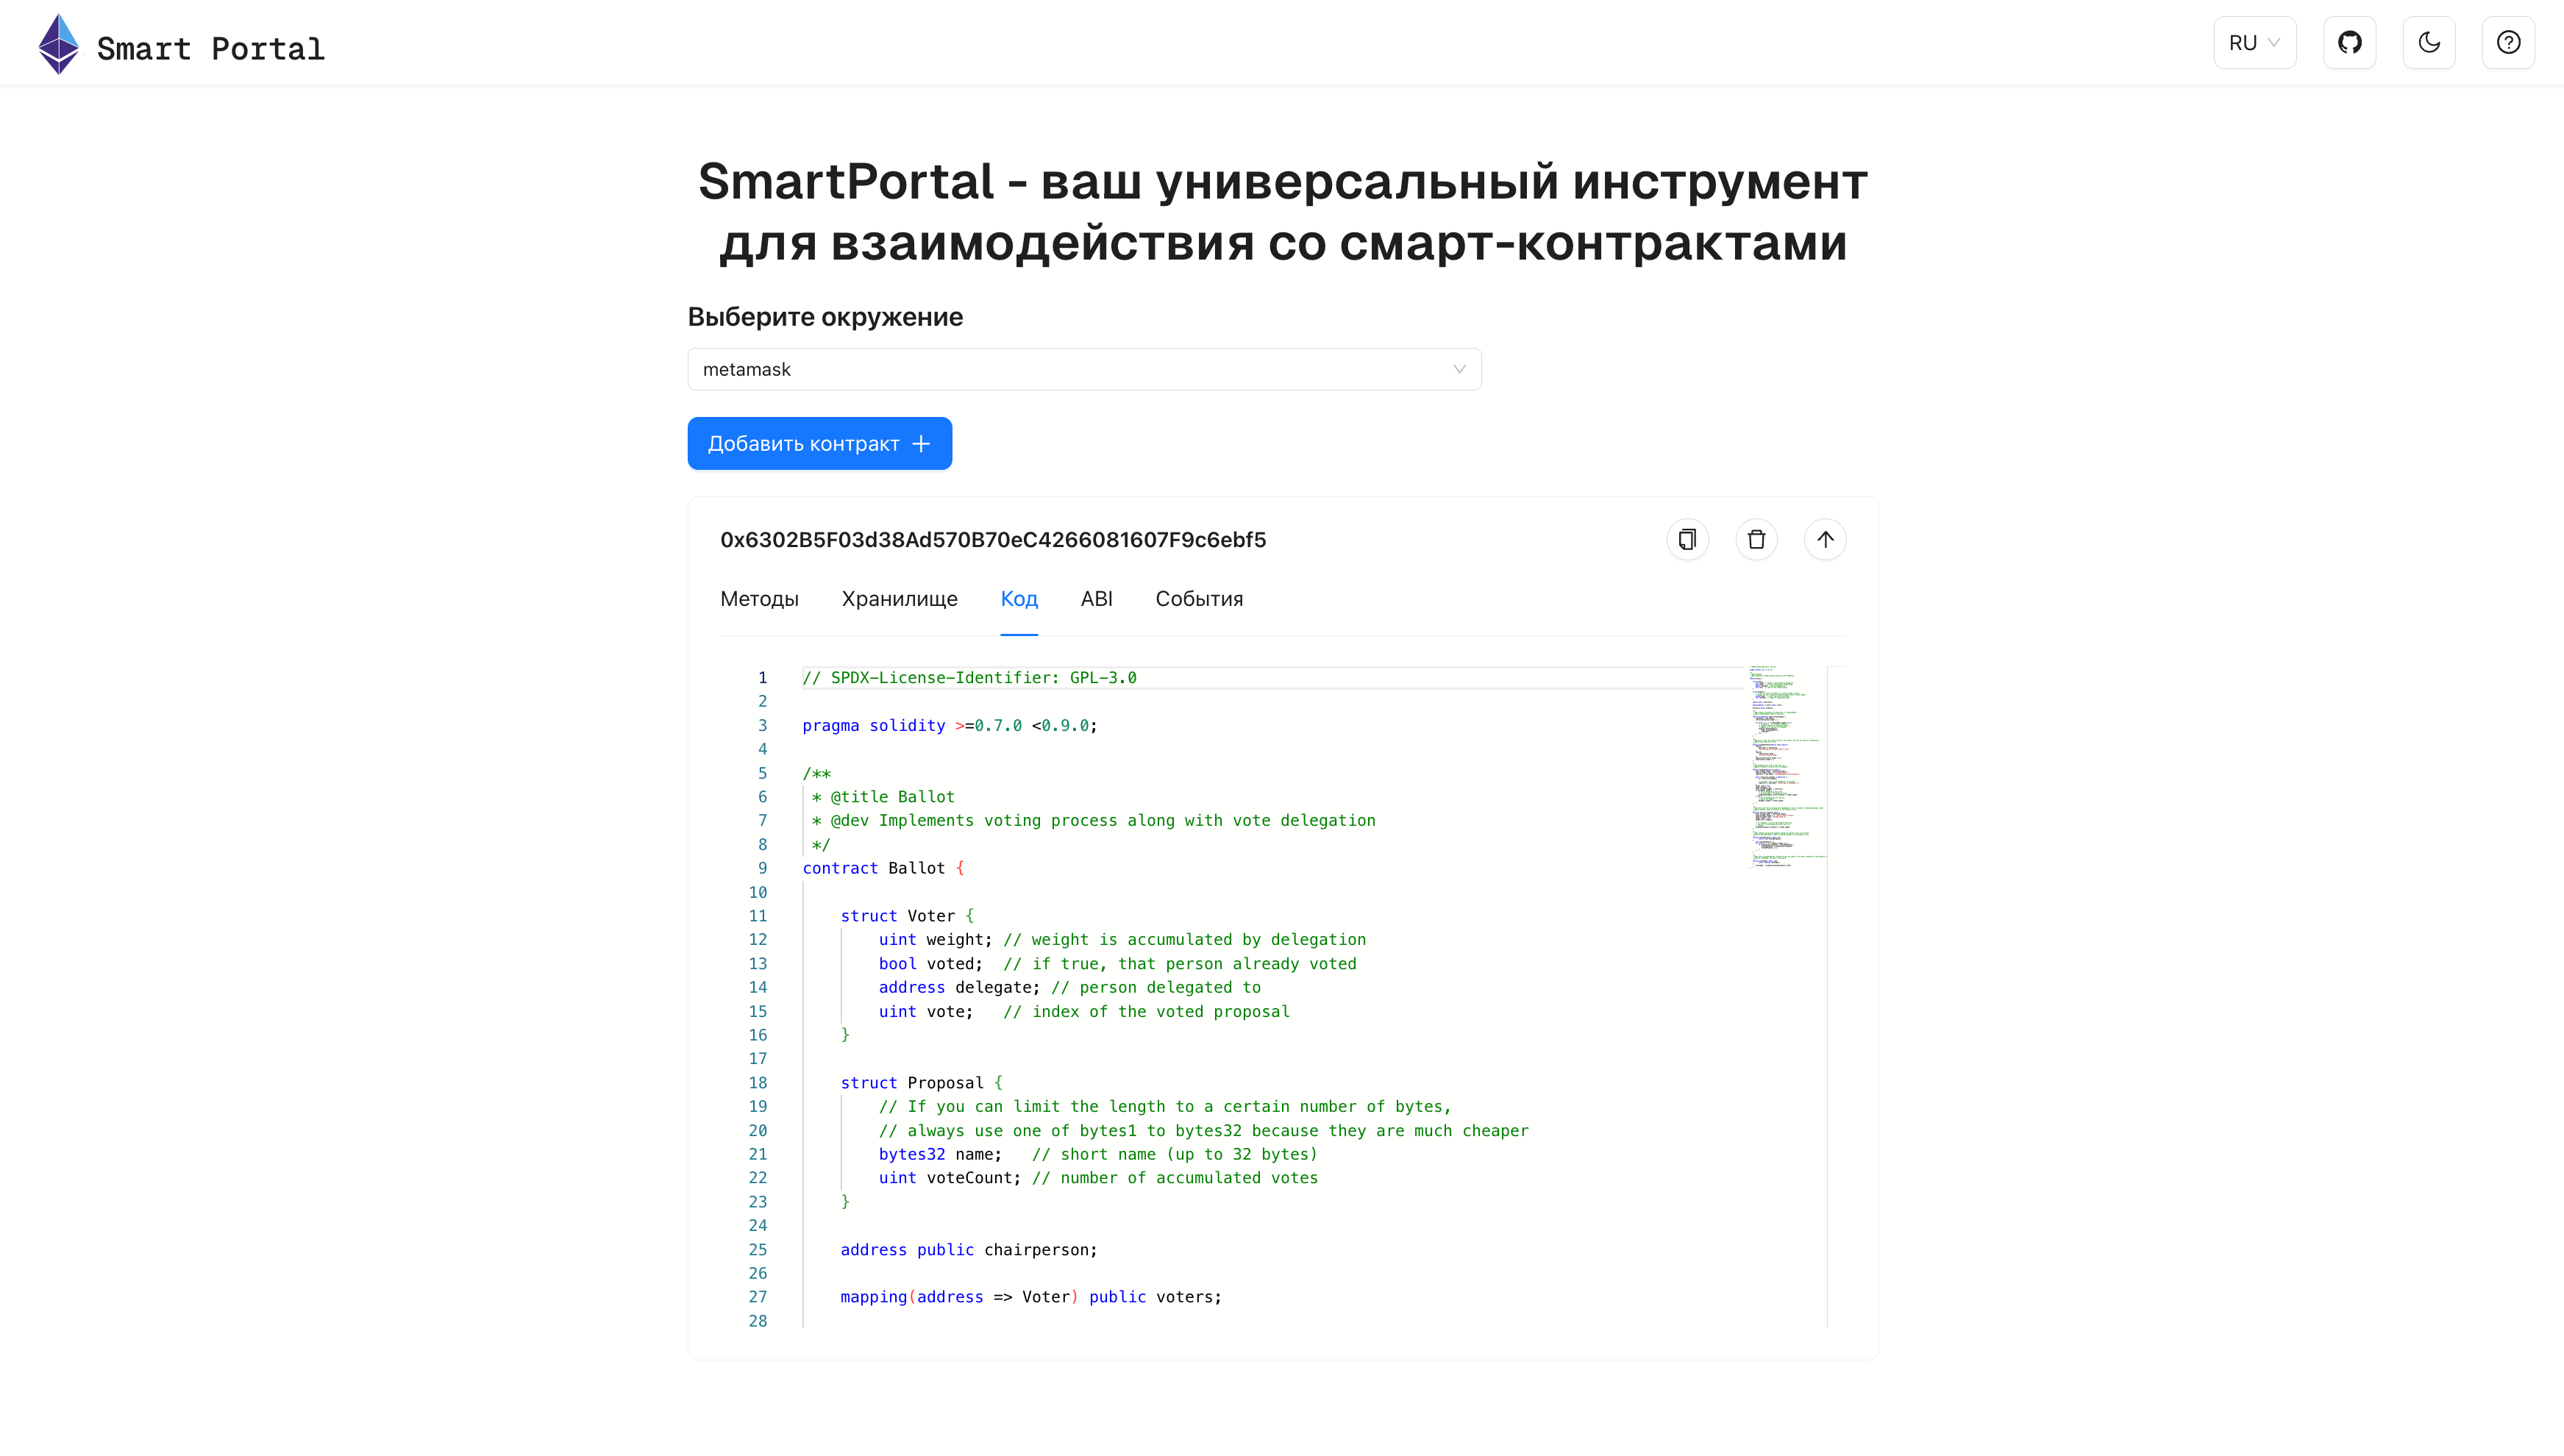 Smart Portal
RU
SmartPortal - ваш универсальный инструмент
для взаимодействия со смарт-контрактами
Выберите окружение
metamask
Добавить контракт
0x6302B5F03d38Ad570B70eC4266081607F9c6ebf5
Методы Хранилище Код ABI События
1 // SPDX-License-Identifier: GPL-3.0
2
3 pragma solidity >=0.7.0 <0.9.0;
4
5 /**
6 * @title Ballot
7 * @dev Implements voting process along with vote delegation
8 */
9 contract Ballot {
10
11 struct Voter {
12 uint weight; // weight is accumulated by delegation
13 bool voted;  // if true, that person already voted
14 address delegate; // person delegated to
15 uint vote;   // index of the voted proposal
16 }
17
18 struct Proposal {
19 // If you can limit the length to a certain number of bytes,
20 // always use one of bytes1 to bytes32 because they are much cheaper
21 bytes32 name;   // short name (up to 32 bytes)
22 uint voteCount; // number of accumulated votes
23 }
24
25 address public chairperson;
26
27 mapping(address => Voter) public voters;
28